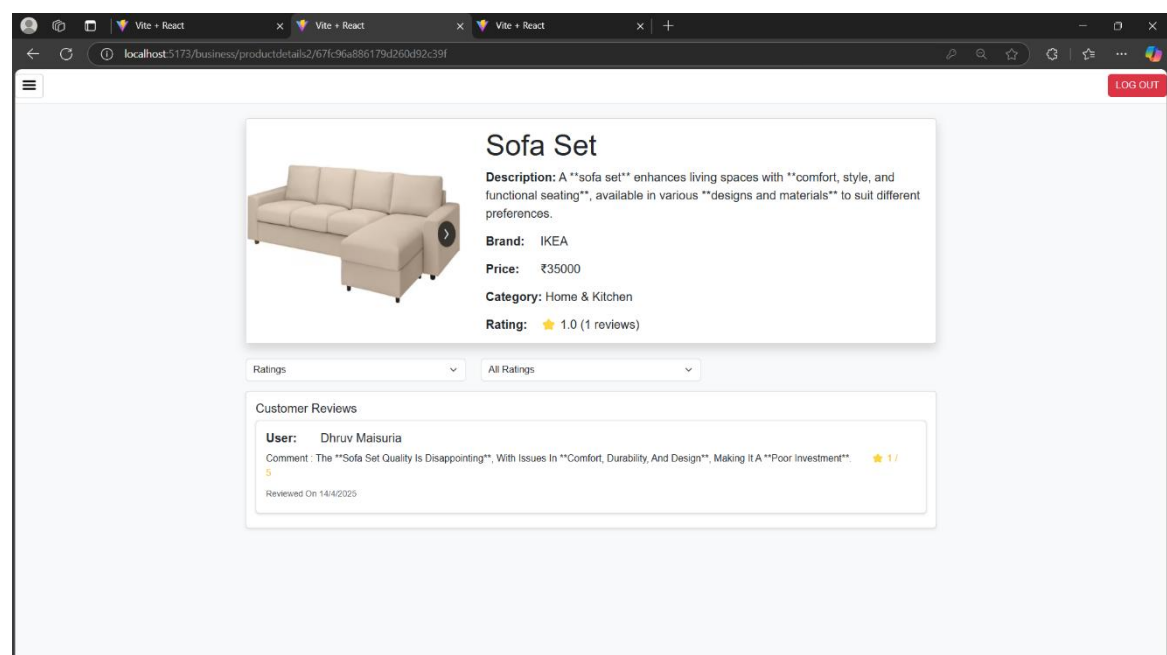 Vite + React
Vite + React
Vite + React
localhost:5173/business/productdetails2/67fc96a886179d260d92c39f
LOG OUT
Sofa Set
Description: A **sofa set** enhances living spaces with **comfort, style, and
functional seating**, available in various **designs and materials** to suit different
preferences.
Brand: IKEA
Price: ₹35000
Category: Home & Kitchen
Rating: 1.0 (1 reviews)
Ratings
All Ratings
Customer Reviews
User: Dhruv Maisuria
Comment : The **Sofa Set Quality Is Disappointing**, With Issues In **Comfort, Durability, And Design**, Making It A **Poor Investment**. 1 /
5
Reviewed On 14/4/2025